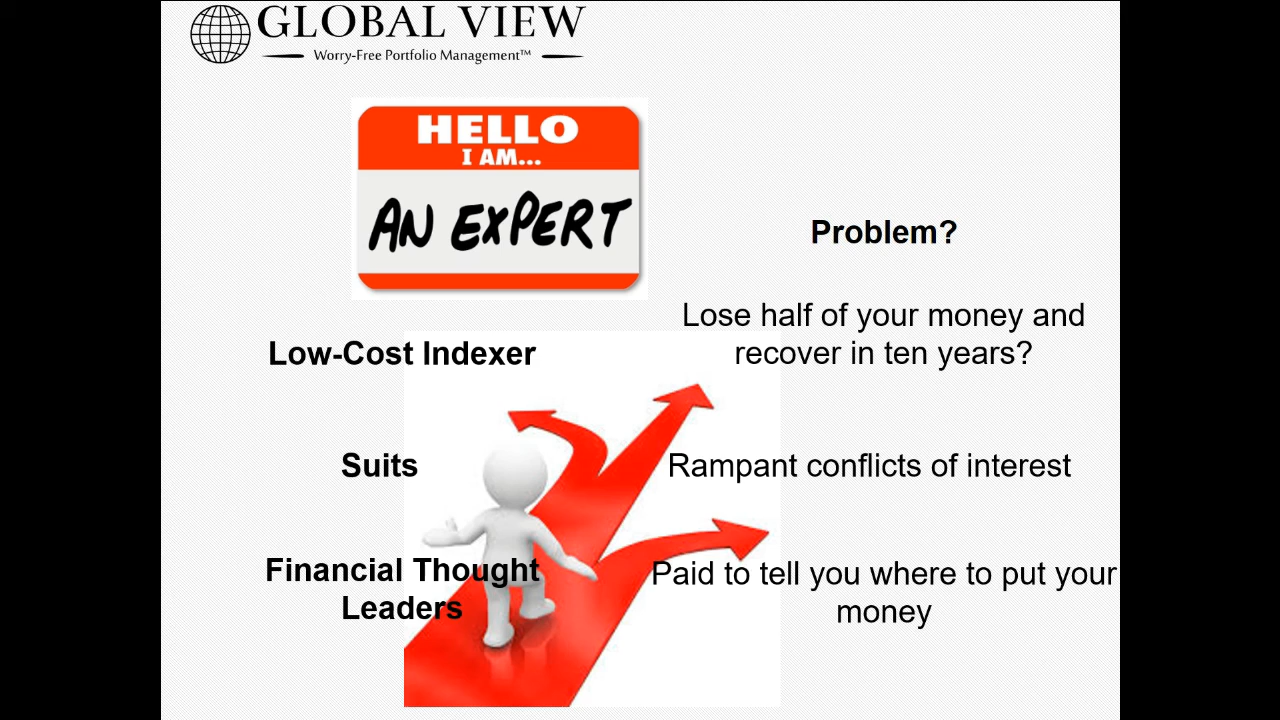 GLOBAL VIEW
Worry-Free Portfolio Management™
HELLO
I AM...
AN EXPERT
Problem?
Low-Cost Indexer
Lose half of your money and
recover in ten years?
Suits
Rampant conflicts of interest
Financial Thought
Leaders
Paid to tell you where to put your
money